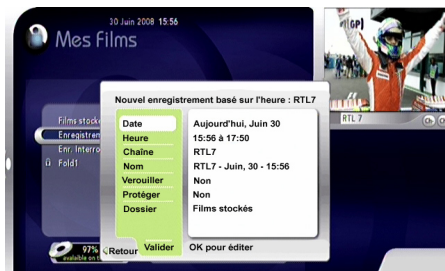 30 Juin 2008 15:56
Mes Films
GP)
RTL 7
Nouvel enregistrement basé sur l'heure : RTL7
Films stock
Enregistren
Enr. Interro
Fold1
Date Aujourd'hui, Juin 30
Heure 15:56 à 17:50
Chaîne RTL7
Nom RTL7 - Juin, 30 - 15:56
Verouiller Non
Protéger Non
Dossier Films stockés
97%
available on t
Retour Valider OK pour éditer